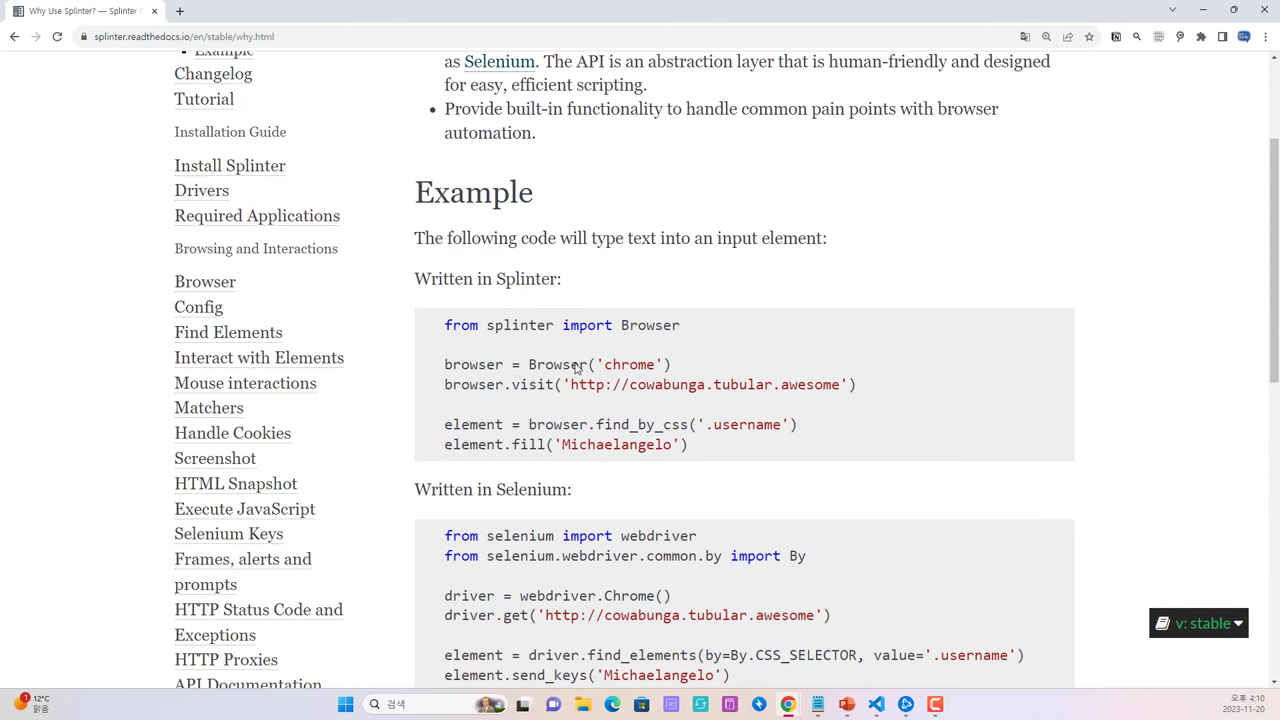 Why Use Splinter? — Splinter
splinter.readthedocs.io/en/stable/why.html
Example
Changelog
Tutorial
Installation Guide
Install Splinter
Drivers
Required Applications
Browsing and Interactions
Browser
Config
Find Elements
Interact with Elements
Mouse interactions
Matchers
Handle Cookies
Screenshot
HTML Snapshot
Execute JavaScript
Selenium Keys
Frames, alerts and
prompts
HTTP Status Code and
Exceptions
HTTP Proxies
API Documentation
as Selenium. The API is an abstraction layer that is human-friendly and designed
for easy, efficient scripting.
• Provide built-in functionality to handle common pain points with browser
automation.
Example
The following code will type text into an input element:
Written in Splinter:
from splinter import Browser
browser = Browser('chrome')
browser.visit('http://cowabunga.tubular.awesome')
element = browser.find_by_css('.username')
element.fill('Michaelangelo')
Written in Selenium:
from selenium import webdriver
from selenium.webdriver.common.by import By
driver = webdriver.Chrome()
driver.get('http://cowabunga.tubular.awesome')
element = driver.find_elements(by=By.CSS_SELECTOR, value='.username')
element.send_keys('Michaelangelo')
v: stable
1
12°C
맑음
검색
오후 4:10
2023-11-20